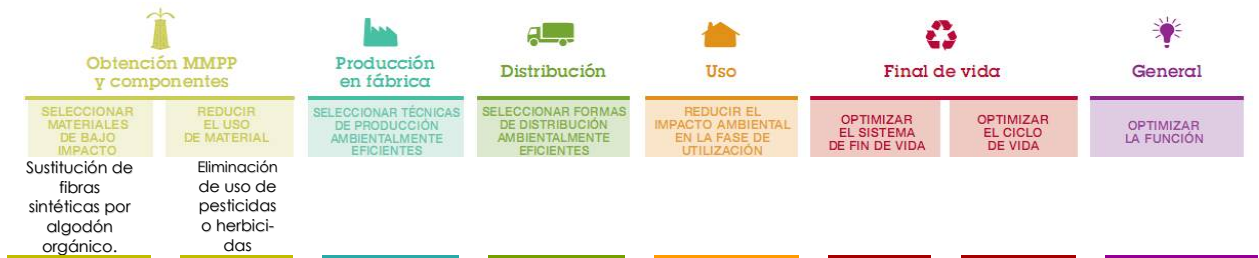 Obtención MMPP
y componentes
Producción
en fábrica
Distribución
Uso
Final de vida
General
SELECCIONAR
MATERIALES
DE BAJO
IMPACTO
REDUCIR
EL USO
DE MATERIAL
SELECCIONAR TÉCNICAS
DE PRODUCCIÓN
AMBIENTALMENTE
EFICIENTES
SELECCIONAR FORMAS
DE DISTRIBUCIÓN
AMBIENTALMENTE
EFICIENTES
REDUCIR EL
IMPACTO AMBIENTAL
EN LA FASE DE
UTILIZACIÓN
OPTIMIZAR
EL SISTEMA
DE FIN DE VIDA
OPTIMIZAR
EL CICLO
DE VIDA
OPTIMIZAR
LA FUNCIÓN
Sustitución de
fibras
sintéticas por
algodón
orgánico.
Eliminación
de uso de
pesticidas
o herbici-
das